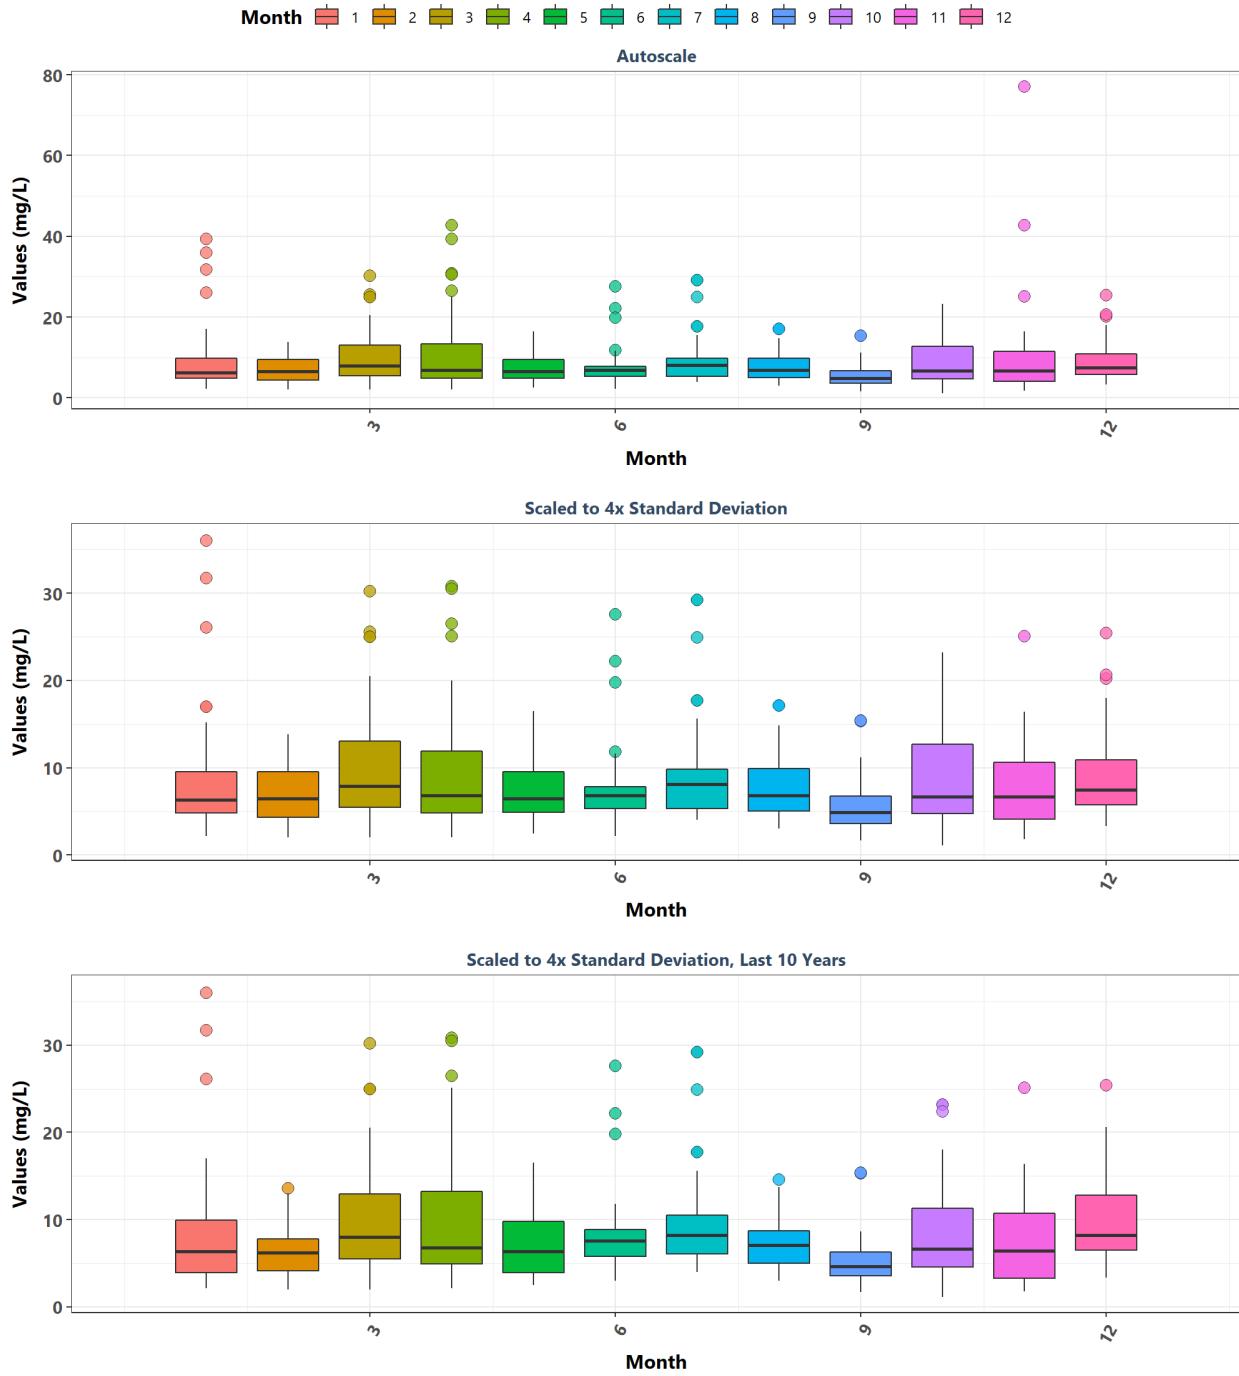 Month 1 2 3 4 5 6 7 8 9 10 11 12
Autoscale
Values (mg/L)
80
60
40
20
0
3 6 9 12
Month
Scaled to 4x Standard Deviation
Values (mg/L)
30
20
10
0
3 6 9 12
Month
Scaled to 4x Standard Deviation, Last 10 Years
Values (mg/L)
30
20
10
0
3 6 9 12
Month